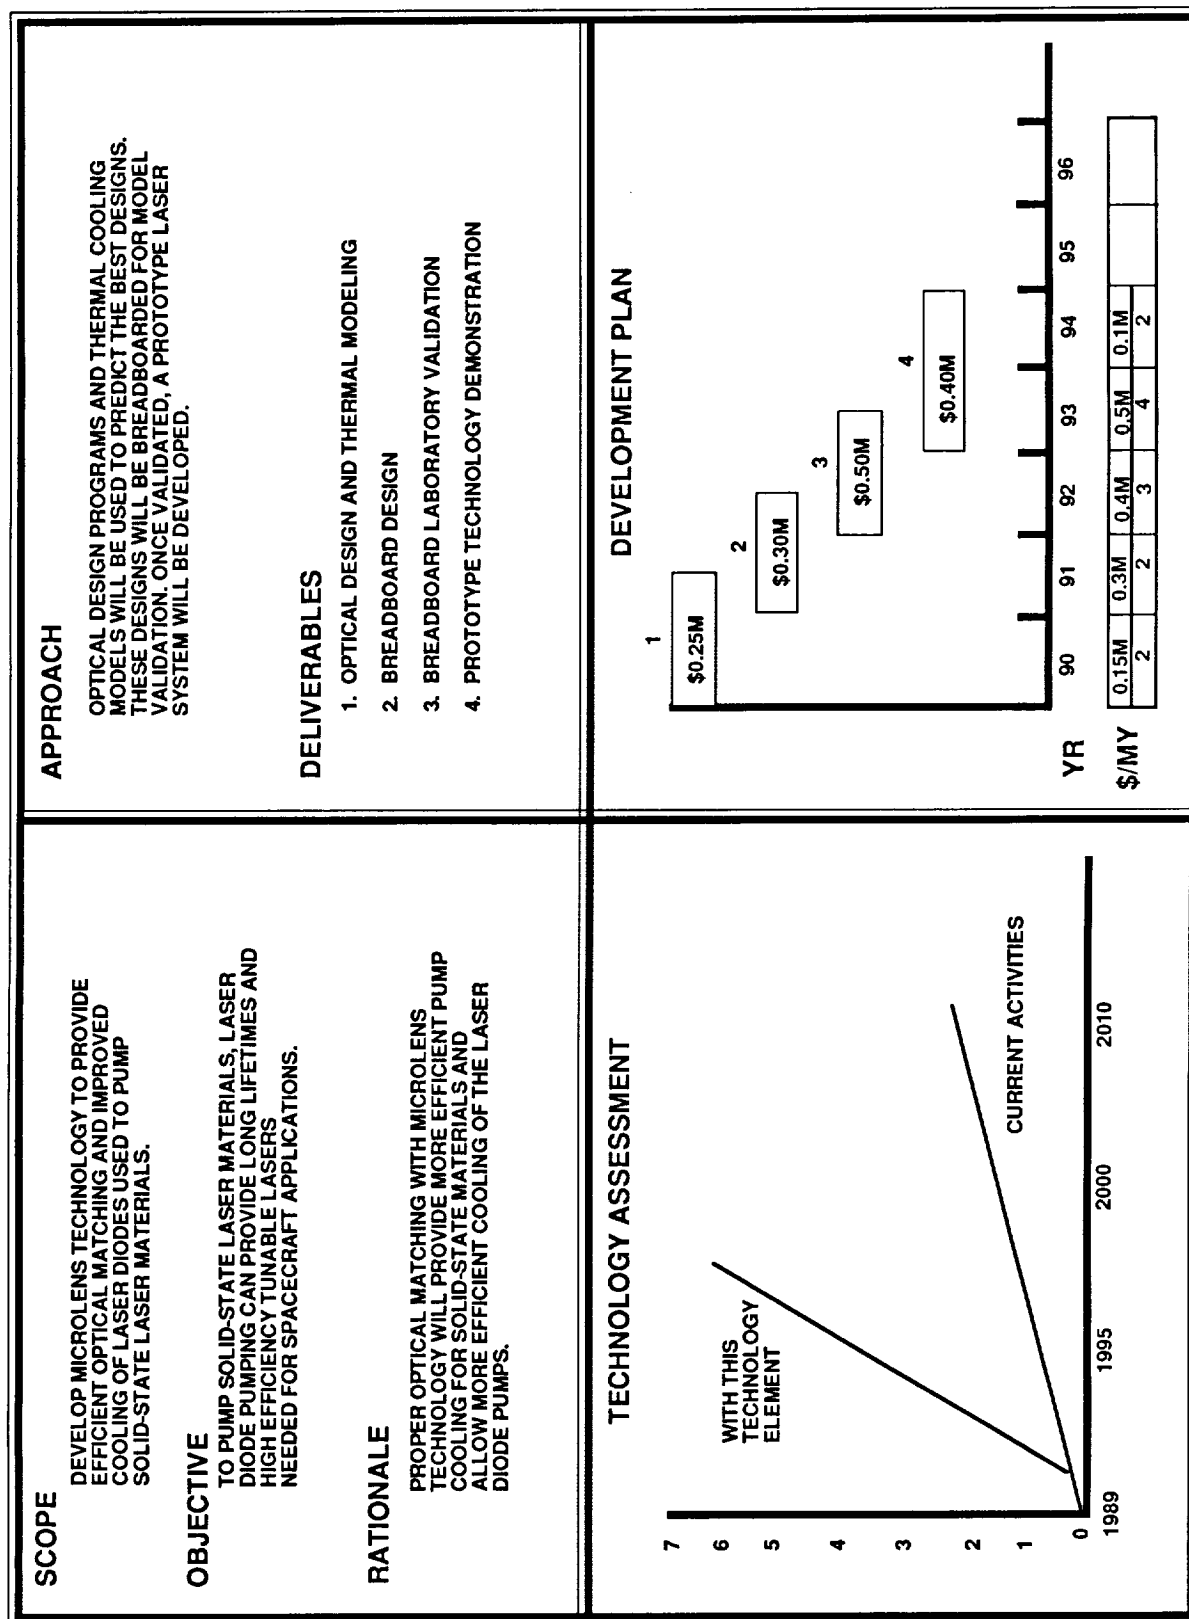 SCOPE
DEVELOP MICROLENS TECHNOLOGY TO PROVIDE
EFFICIENT OPTICAL MATCHING AND IMPROVED
COOLING OF LASER DIODES USED TO PUMP
SOLID-STATE LASER MATERIALS.
OBJECTIVE
TO PUMP SOLID-STATE LASER MATERIALS, LASER
DIODE PUMPING CAN PROVIDE LONG LIFETIMES AND
HIGH EFFICIENCY TUNABLE LASERS
NEEDED FOR SPACECRAFT APPLICATIONS.
RATIONALE
PROPER OPTICAL MATCHING WITH MICROLENS
TECHNOLOGY WILL PROVIDE MORE EFFICIENT PUMP
COOLING FOR SOLID-STATE MATERIALS AND
ALLOW MORE EFFICIENT COOLING OF THE LASER
DIODE PUMPS.
APPROACH
OPTICAL DESIGN PROGRAMS AND THERMAL COOLING
MODELS WILL BE USED TO PREDICT THE BEST DESIGNS.
THESE DESIGNS WILL BE BREADBOARDED FOR MODEL
VALIDATION. ONCE VALIDATED, A PROTOTYPE LASER
SYSTEM WILL BE DEVELOPED.
DELIVERABLES
1. OPTICAL DESIGN AND THERMAL MODELING
2. BREADBOARD DESIGN
3. BREADBOARD LABORATORY VALIDATION
4. PROTOTYPE TECHNOLOGY DEMONSTRATION
TECHNOLOGY ASSESSMENT
7
6
5
4
3
2
1
0
WITH THIS
TECHNOLOGY
ELEMENT
CURRENT ACTIVITIES
1989 1995 2000 2010
DEVELOPMENT PLAN
1
$0.25M
2
$0.30M
3
$0.50M
4
$0.40M
YR 90 91 92 93 94 95 96
$/MY 0.15M 0.3M 0.4M 0.5M 0.1M
2 2 3 4 2